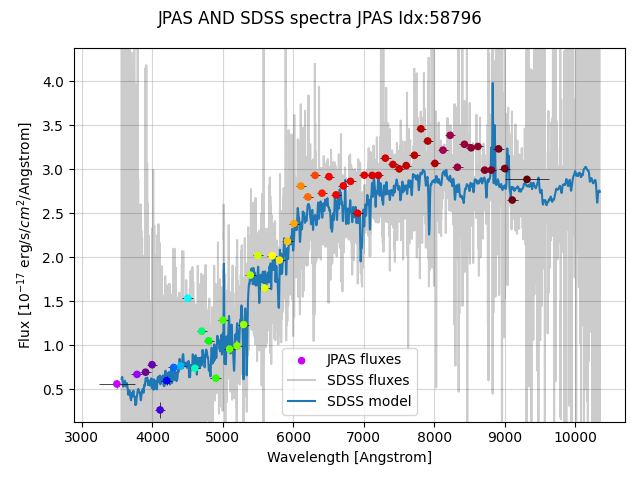 JPAS AND SDSS spectra JPAS Idx:58796
4.0
3.5
3.0
2.5
2.0
1.5
1.0
0.5
Flux [10⁻¹⁷ erg/s/cm²/Angstrom]
JPAS fluxes
SDSS fluxes
SDSS model
3000 4000 5000 6000 7000 8000 9000 10000
Wavelength [Angstrom]